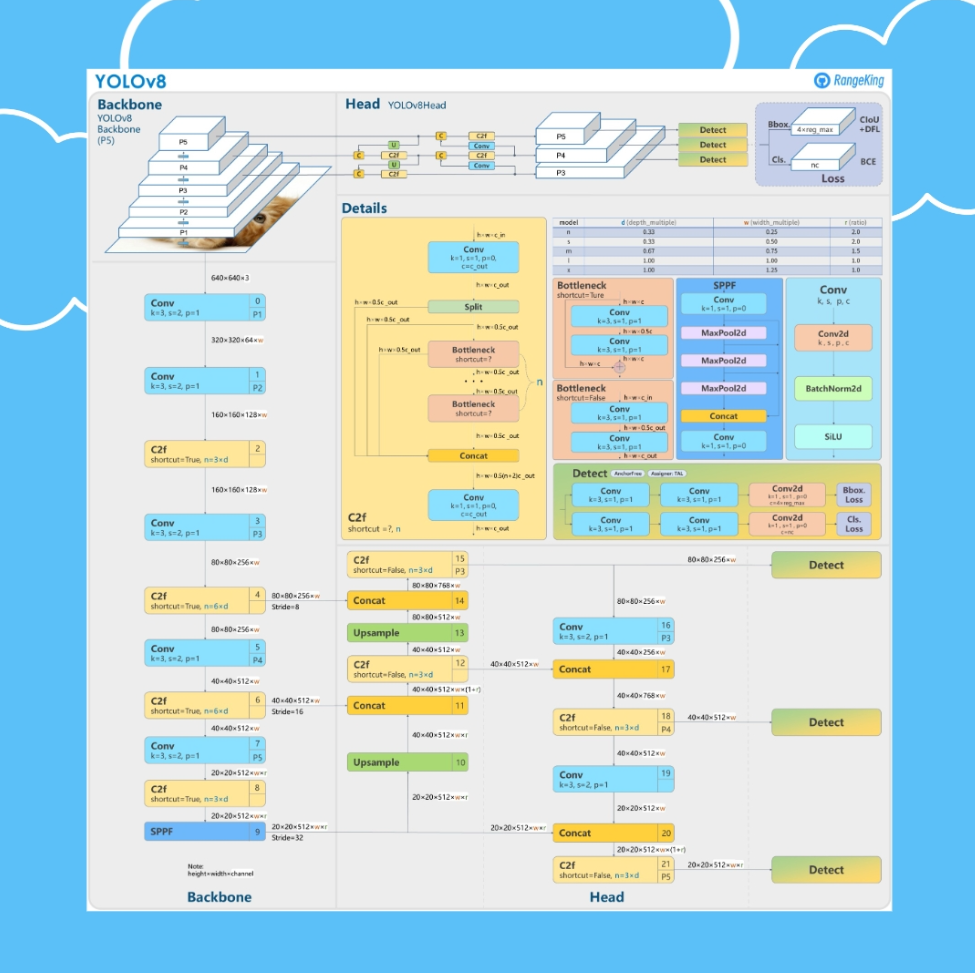 YOLOv8
RangeKing
Backbone
YOLOv8
Backbone
(P5)
P5
P4
P3
P2
P1
Head YOLOv8Head
C
C2f
Conv
U
C
C2f
C
C2f
U
Conv
C
C2f
P5
P4
P3
Detect
Detect
Detect
Bbox.
4×reg_max
CIoU
+DFL
Cls.
nc
BCE
Loss
Details
h=w=c_in
Conv
k=1, s=1, p=0,
c=c_out
h=w=c_out
h=w=0.5c_out
Split
h=w=0.5c_out
h=w=0.5c_out
h=w=0.5c_out
Bottleneck
shortcut=?
h=w=0.5c_out
• • •
h=w=0.5c_out
Bottleneck
shortcut=?
n
h=w=c_out
Concat
h=w=0.5(n+2)c_out
Conv
k=1, s=1, p=0,
c=c_out
h=w=c_out
C2f
shortcut =?, n
model d (depth_multiple) w (width_multiple) r (ratio)
n 0.33 0.25 2.0
s 0.33 0.50 2.0
m 0.67 0.75 1.5
l 1.00 1.00 1.0
x 1.00 1.25 1.0
Bottleneck
shortcut=Ture
h=w=c
Conv
k=3, s=1, p=1
h=w=0.5c
Conv
k=3, s=1, p=1
h=w=c
h=w=c
Bottleneck
shortcut=False
h=w=c_in
Conv
k=3, s=1, p=1
h=w=0.5c_out
Conv
k=3, s=1, p=1
h=w=c_out
SPPF
Conv
k=1, s=1, p=0
MaxPool2d
MaxPool2d
MaxPool2d
Concat
Conv
k=1, s=1, p=0
Conv
k, s, p, c
Conv2d
k, s, p, c
BatchNorm2d
SiLU
Detect AnchorFree Assigner: TAL
Conv
k=3, s=1, p=1
Conv
k=3, s=1, p=1
Conv2d
k=1, s=1, p=0
c=4×reg_max
Bbox.
Loss
Conv
k=3, s=1, p=1
Conv
k=3, s=1, p=1
Conv2d
k=1, s=1, p=0
c=nc
Cls.
Loss
640×640×3
Conv 0
k=3, s=2, p=1 P1
320×320×64×w
Conv 1
k=3, s=2, p=1 P2
160×160×128×w
C2f 2
shortcut=True, n=3×d
160×160×128×w
Conv 3
k=3, s=2, p=1 P3
80×80×256×w
C2f 4
shortcut=True, n=6×d
80×80×256×w
Stride=8
80×80×256×w
Conv 5
k=3, s=2, p=1 P4
40×40×512×w
C2f 6
shortcut=True, n=6×d
40×40×512×w
Stride=16
40×40×512×w
Conv 7
k=3, s=2, p=1 P5
20×20×512×w×r
C2f 8
shortcut=True, n=3×d
20×20×512×w×r
SPPF 9
20×20×512×w×r
Stride=32
Note:
height×width×channel
Backbone
C2f 15
shortcut=False, n=3×d P3
80×80×768×w
Concat 14
80×80×512×w
Upsample 13
40×40×512×w
C2f 12
shortcut=False, n=3×d
40×40×512×w
40×40×512×w×(1+r)
Concat 11
40×40×512×w×r
Upsample 10
20×20×512×w×r
20×20×512×w×r
80×80×256×w
Detect
80×80×256×w
Conv 16
k=3, s=2, p=1 P3
40×40×256×w
Concat 17
40×40×768×w
C2f 18
shortcut=False, n=3×d P4
40×40×512×w
Detect
40×40×512×w
Conv 19
k=3, s=2, p=1
20×20×512×w
Concat 20
20×20×512×w×(1+r)
C2f 21
shortcut=False, n=3×d P5
20×20×512×w×r
Detect
Head